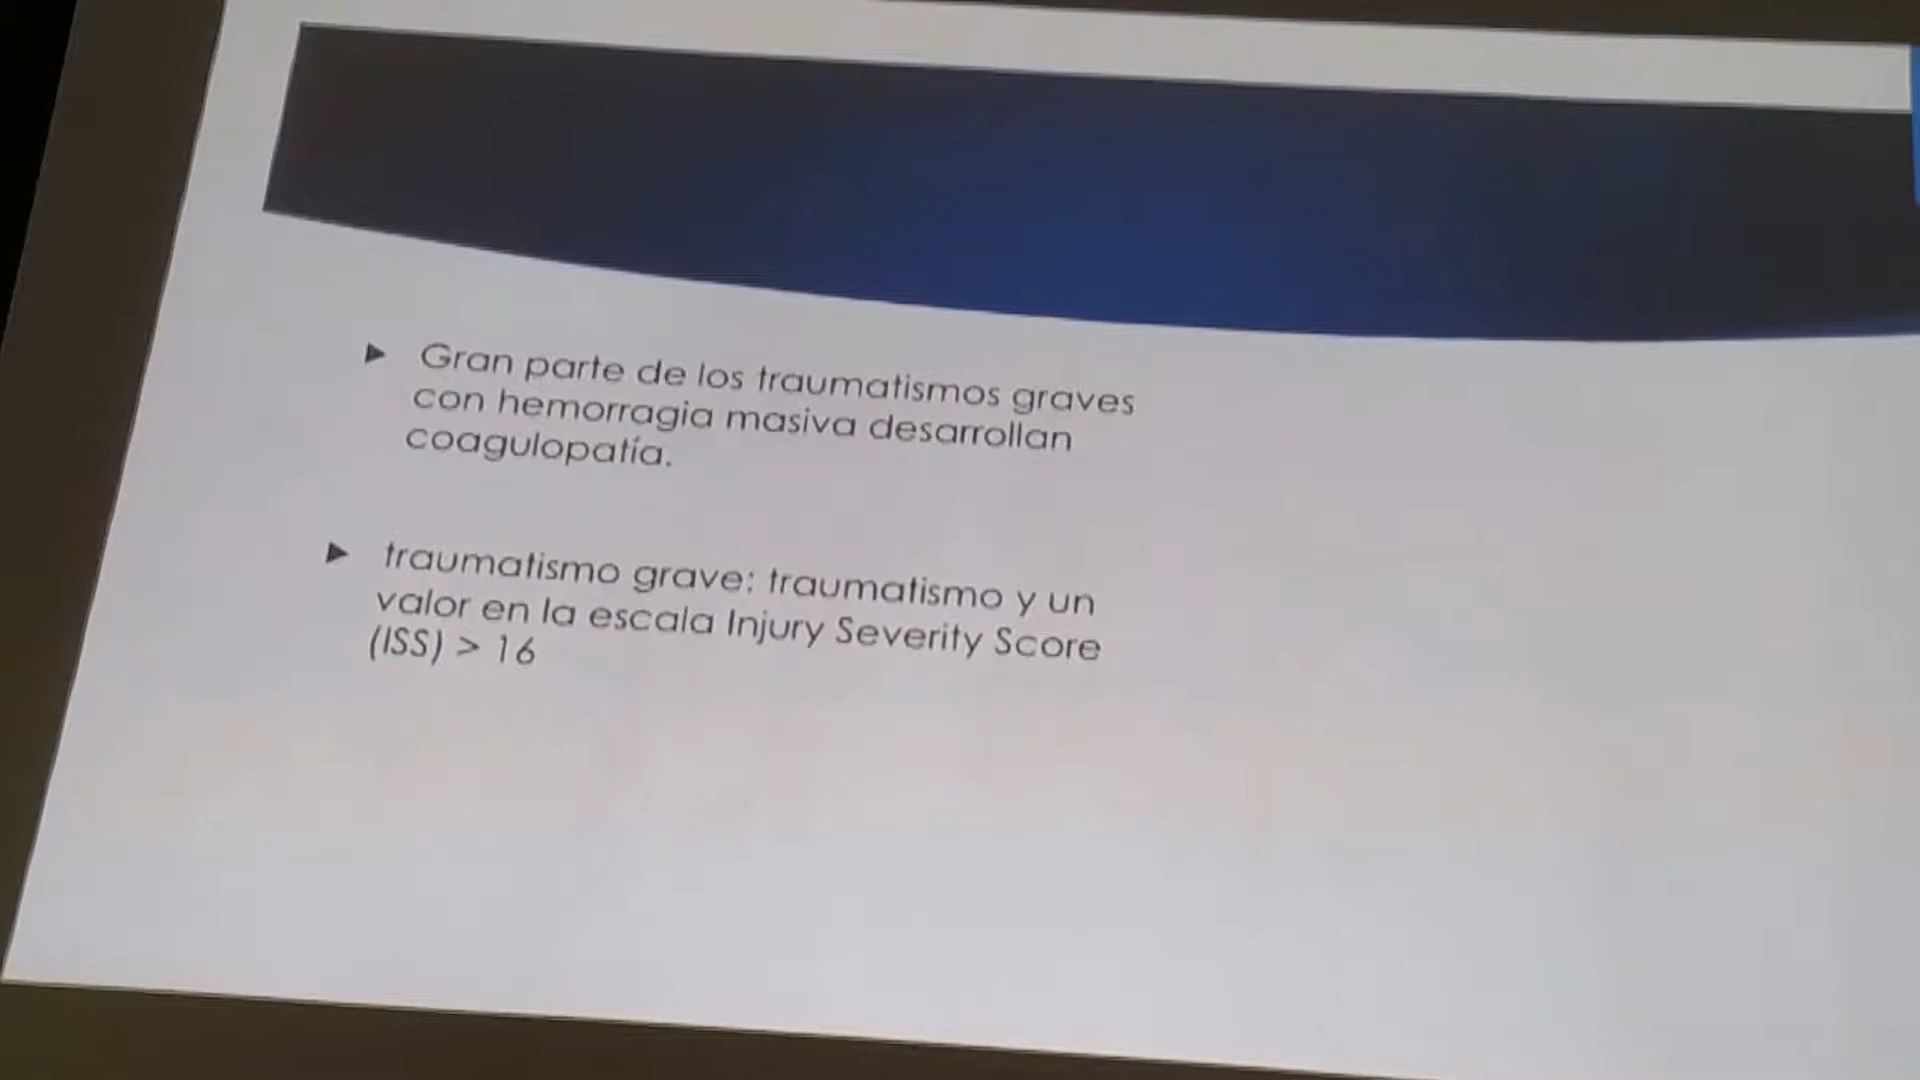 Gran parte de los traumatismos graves
con hemorragia masiva desarrollan
coagulopatía.
traumatismo grave: traumatismo y un
valor en la escala Injury Severity Score
(ISS) > 16